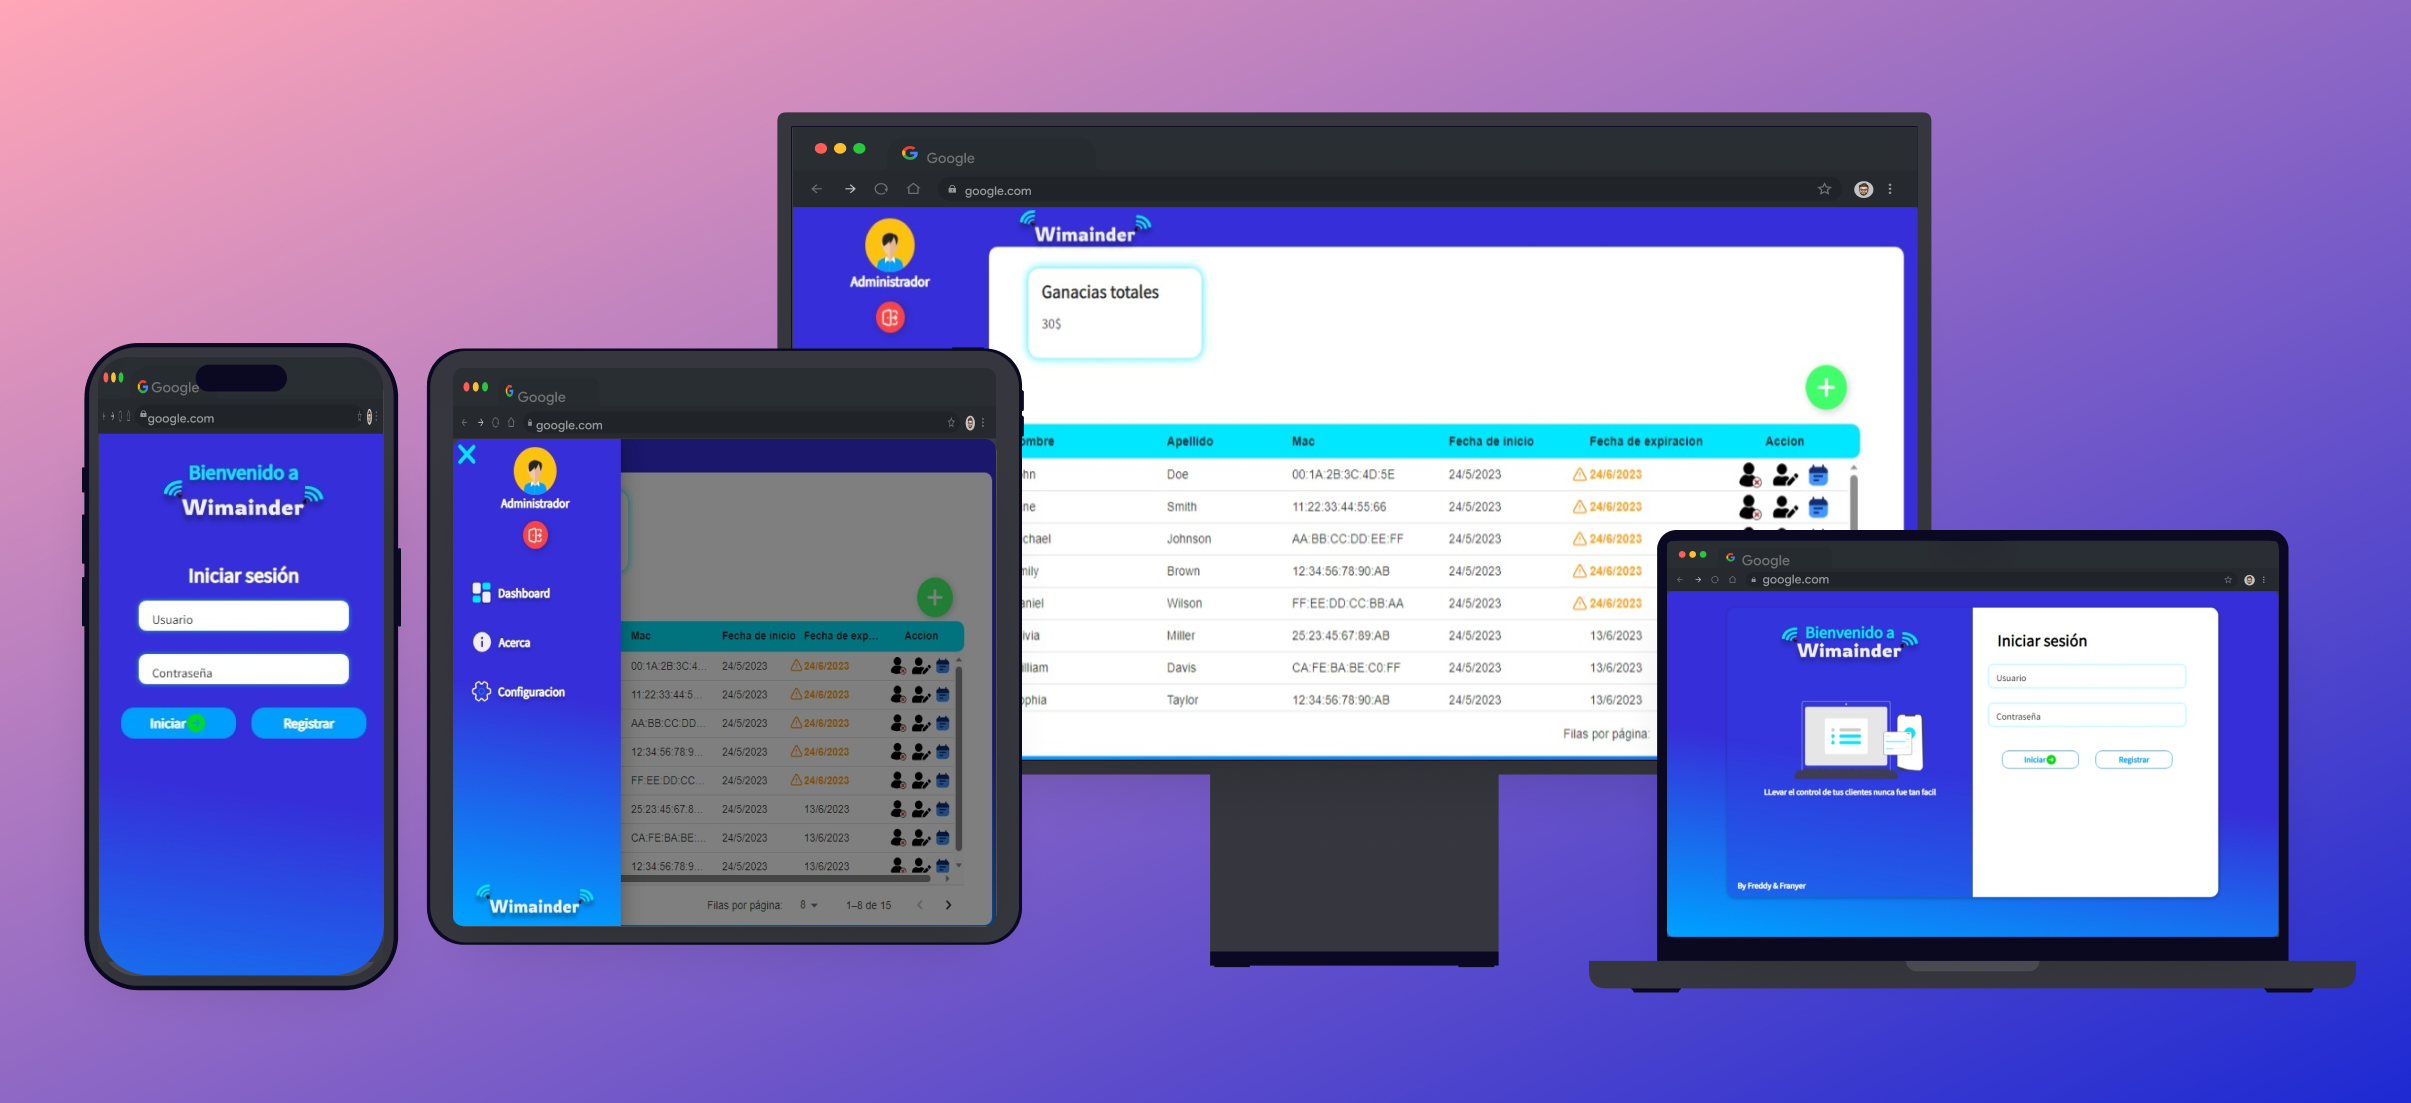 Google
google.com
Bienvenido a
Wimainder
Iniciar sesión
Usuario
Contraseña
Iniciar
Registrar
Google
google.com
Administrador
Dashboard
Acerca
Configuracion
Wimainder
Mac Fecha de inicio Fecha de exp... Accion
00:1A:2B:3C:4... 24/5/2023 24/6/2023
11:22:33:44:5... 24/5/2023 24/6/2023
AA:BB:CC:DD... 24/5/2023 24/6/2023
12:34:56:78:9... 24/5/2023 24/6/2023
FF:EE:DD:CC... 24/5/2023 24/6/2023
25:23:45:67:8... 24/5/2023 13/6/2023
CA:FE:BA:BE:... 24/5/2023 13/6/2023
12:34:56:78:9... 24/5/2023 13/6/2023
Filas por página: 8 1–8 de 15
Google
google.com
Administrador
Wimainder
Ganacias totales
30$
ombre Apellido Mac Fecha de inicio Fecha de expiracion Accion
hn Doe 00:1A:2B:3C:4D:5E 24/5/2023 24/6/2023
ne Smith 11:22:33:44:55:66 24/5/2023 24/6/2023
chael Johnson AA:BB:CC:DD:EE:FF 24/5/2023 24/6/2023
mily Brown 12:34:56:78:90:AB 24/5/2023 24/6/2023
aniel Wilson FF:EE:DD:CC:BB:AA 24/5/2023 24/6/2023
ivia Miller 25:23:45:67:89:AB 24/5/2023 13/6/2023
illiam Davis CA:FE:BA:BE:C0:FF 24/5/2023 13/6/2023
ophia Taylor 12:34:56:78:90:AB 24/5/2023 13/6/2023
Filas por página:
Google
google.com
Bienvenido a
Wimainder
LLevar el control de tus clientes nunca fue tan facil
By Freddy & Franyer
Iniciar sesión
Usuario
Contraseña
Iniciar
Registrar